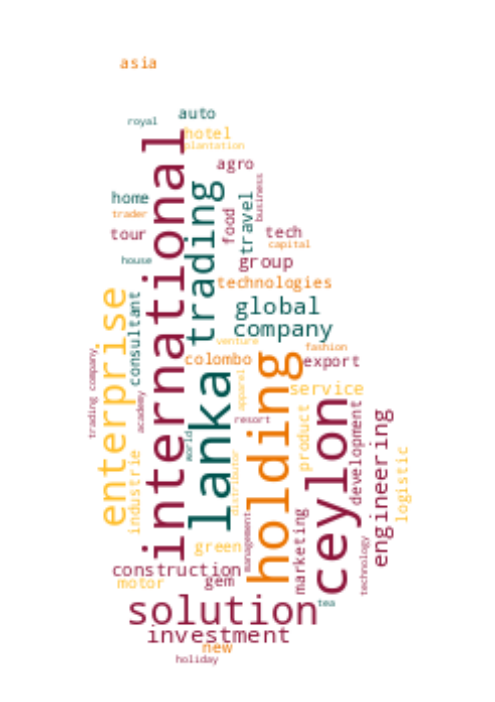 asia
auto
royal
hotel
plantation
international
agro
business
trading
home
travel
food
trader
tour
tech
capital
house
group
technologies
enterprise
consultant
global
company
venture
fashion
trading company
colombo
holding
export
lanka
apparel
service
academy
ceylon
product
development
resort
engineering
world
industrie
distributor
logistic
marketing
management
green
technology
construction
gem
motor
solution
tea
investment
new
holiday